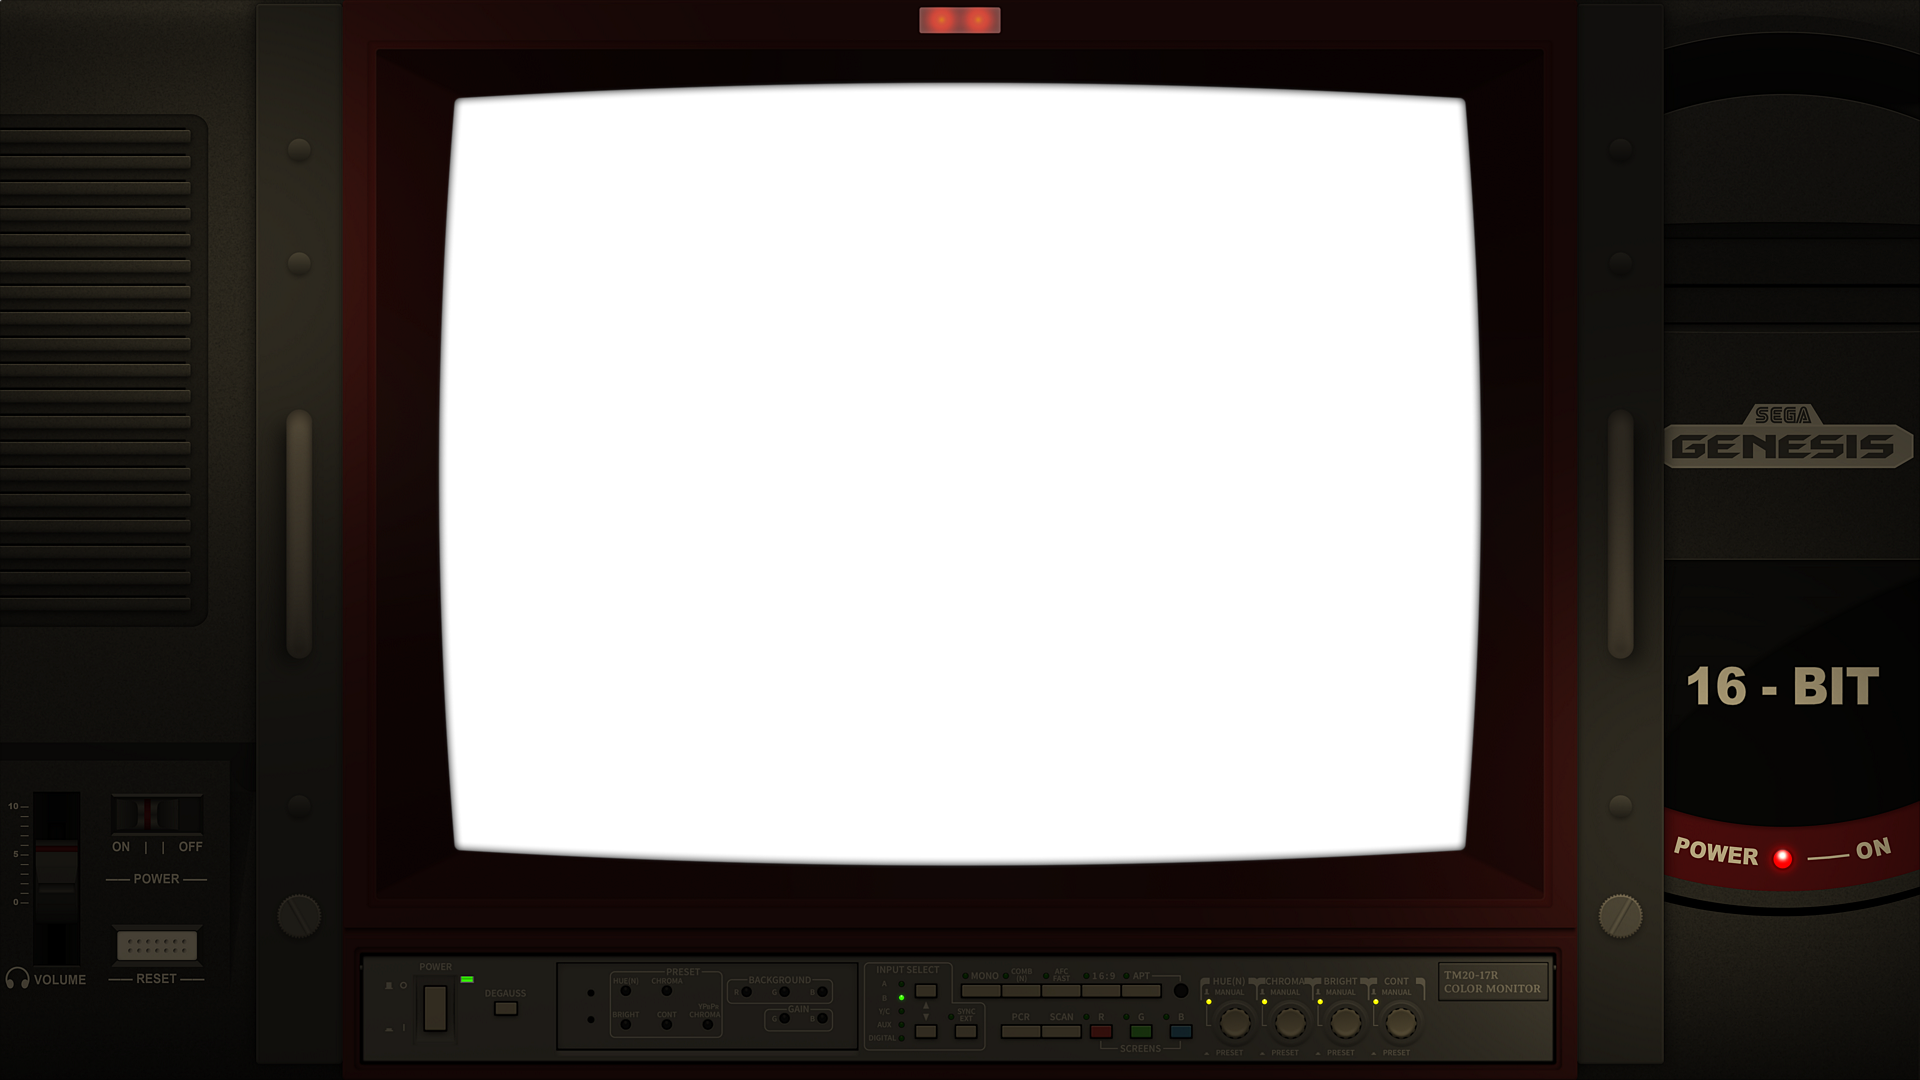 SEGA
GENESIS
16 - BIT
POWER
ON
10
5
0
ON | | OFF
POWER
VOLUME
RESET
POWER
DEGAUSS
PRESET
HUE(N)
CHROMA
BRIGHT
CONT
YPbPb
CHROMA
BACKGROUND
R
G
B
GAIN
G
B
INPUT SELECT
A
B
Y/C
AUX
DIGITAL
SYNC
EXT
MONO
COMB
(N)
AFC
FAST
16:9
APT
PCR
SCAN
R
G
B
SCREENS
HUE(N)
CHROMA
BRIGHT
CONT
MANUAL
MANUAL
MANUAL
MANUAL
PRESET
PRESET
PRESET
PRESET
TM20-17R
COLOR MONITOR